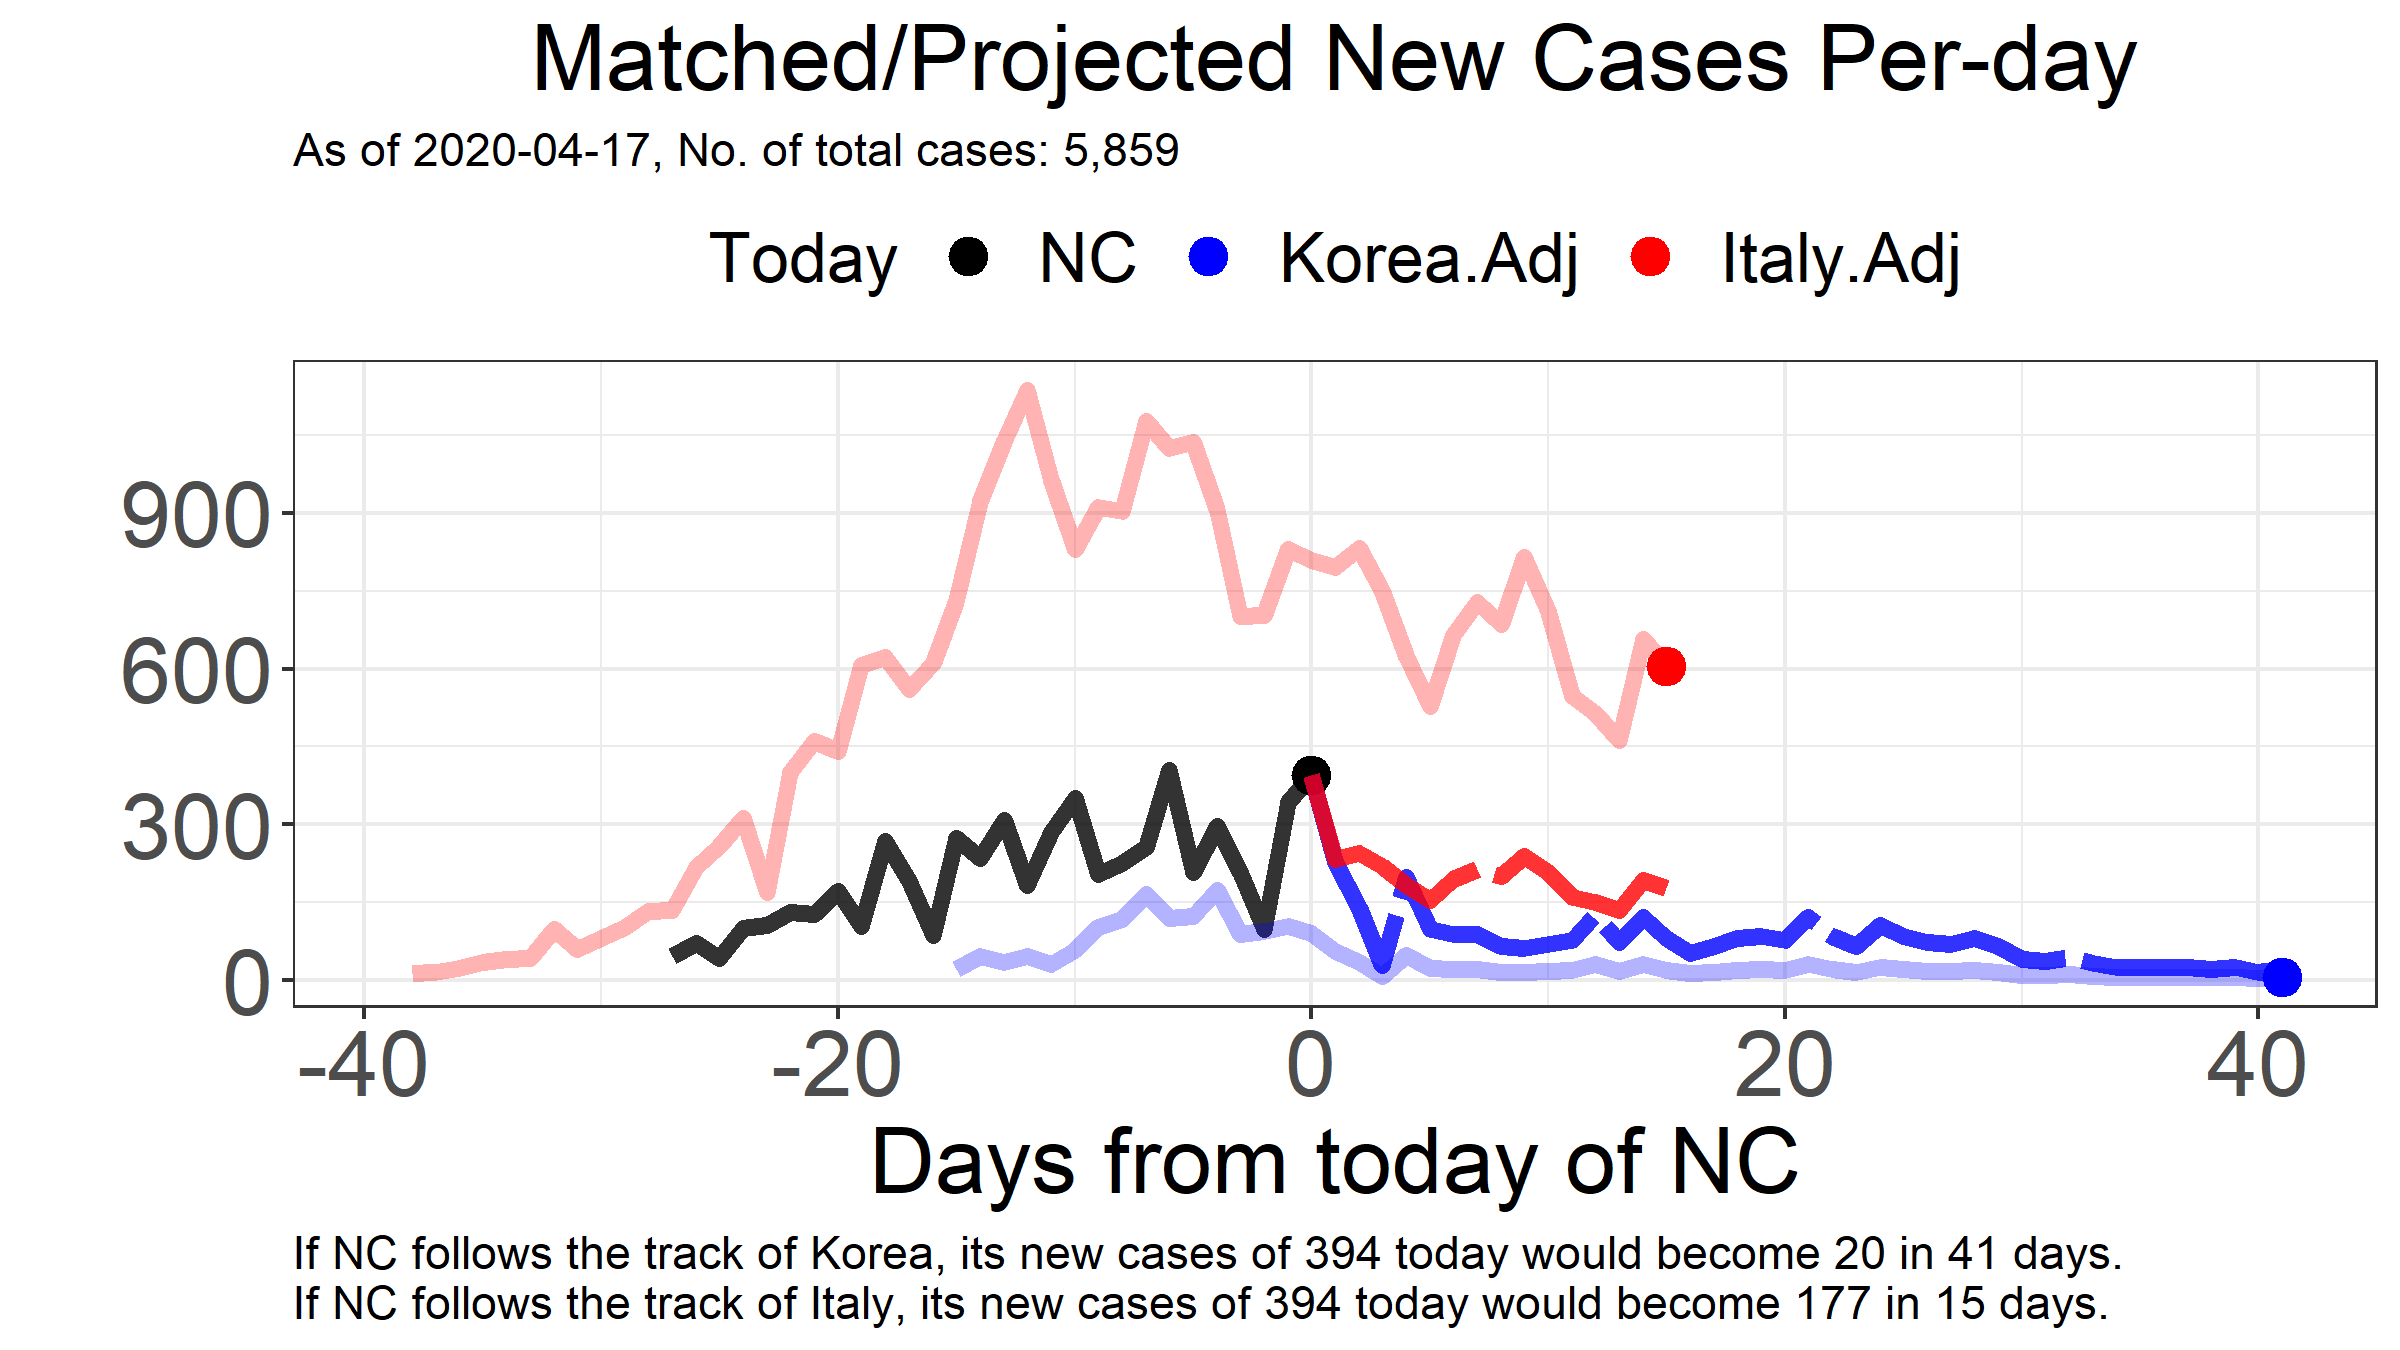 Matched/Projected New Cases Per-day
As of 2020-04-17, No. of total cases: 5,859
Today NC Korea.Adj Italy.Adj
900
600
300
0
-40 -20 0 20 40
Days from today of NC
If NC follows the track of Korea, its new cases of 394 today would become 20 in 41 days.
If NC follows the track of Italy, its new cases of 394 today would become 177 in 15 days.